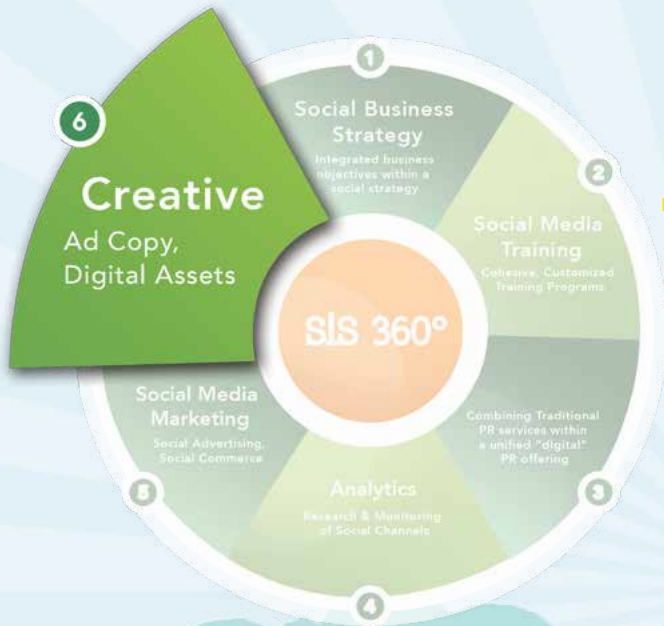 1
Social Business
Strategy
Integrated business
objectives within a
social strategy
2
Social Media
Training
Cohesive, Customized
Training Programs
Combining Traditional
PR services within
a unified "digital"
PR offering
3
Analytics
Research & Monitoring
of Social Channels
4
Social Media
Marketing
Social Advertising,
Social Commerce
5
6
Creative
Ad Copy,
Digital Assets
SIS 360°